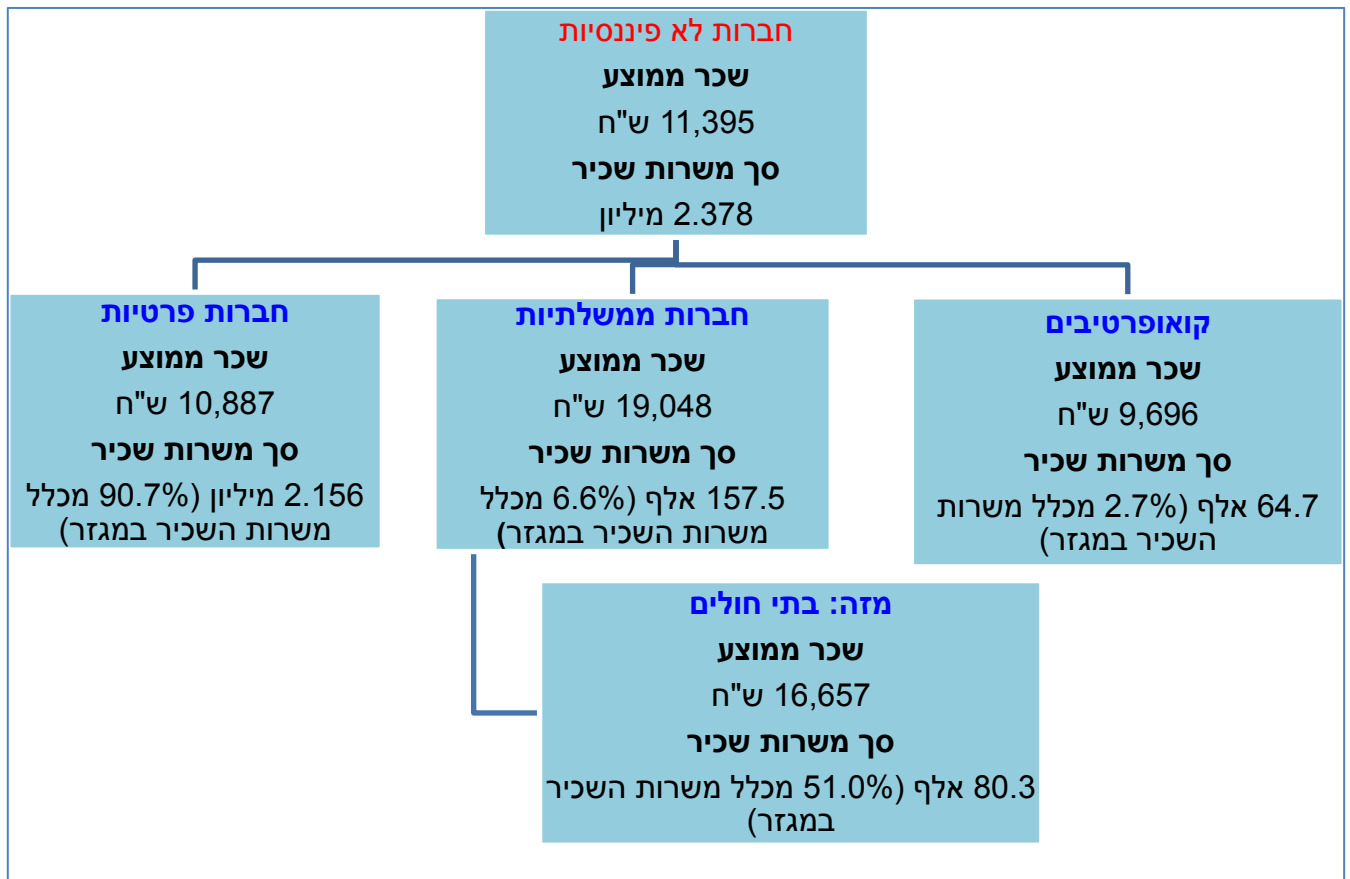 חברות לא פיננסיות
שכר ממוצע
11,395 ש"ח
סך משרות שכיר
2.378 מיליון
קואופרטיבים
שכר ממוצע
9,696 ש"ח
סך משרות שכיר
64.7 אלף (2.7% מכלל משרות
השכיר במגזר)
חברות ממשלתיות
שכר ממוצע
19,048 ש"ח
סך משרות שכיר
157.5 אלף (6.6% מכלל
משרות השכיר במגזר)
חברות פרטיות
שכר ממוצע
10,887 ש"ח
סך משרות שכיר
2.156 מיליון (90.7% מכלל
משרות השכיר במגזר)
מזה: בתי חולים
שכר ממוצע
16,657 ש"ח
סך משרות שכיר
80.3 אלף (51.0% מכלל משרות השכיר
במגזר)